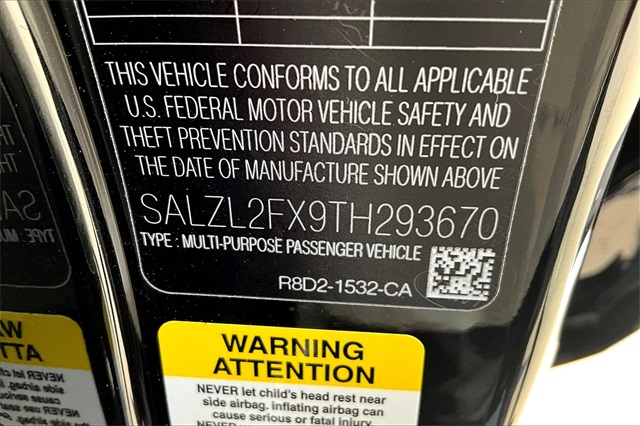 THIS VEHICLE CONFORMS TO ALL APPLICABLE
U.S. FEDERAL MOTOR VEHICLE SAFETY AND
THEFT PREVENTION STANDARDS IN EFFECT ON
THE DATE OF MANUFACTURE SHOWN ABOVE
SALZL2FX9TH293670
TYPE : MULTI-PURPOSE PASSENGER VEHICLE
R8D2-1532-CA
WARNING
ATTENTION
NEVER let child's head rest near
side airbag. inflating airbag can
cause serious or fatal injury.